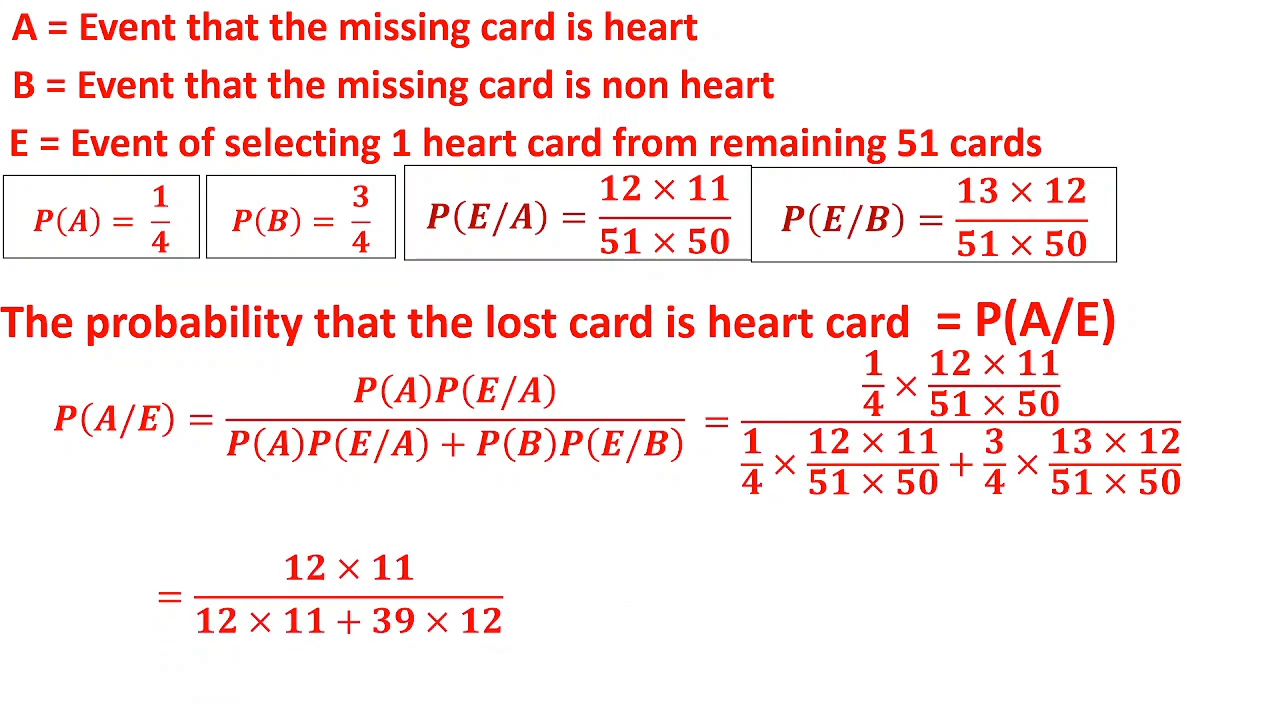 A = Event that the missing card is heart
B = Event that the missing card is non heart
E = Event of selecting 1 heart card from remaining 51 cards
P(A) = 1/4 P(B) = 3/4 P(E/A) = (12 × 11)/(51 × 50) P(E/B) = (13 × 12)/(51 × 50)
The probability that the lost card is heart card = P(A/E)
P(A/E) = (P(A)P(E/A))/(P(A)P(E/A) + P(B)P(E/B)) = (1/4 × (12 × 11)/(51 × 50))/(1/4 × (12 × 11)/(51 × 50) + 3/4 × (13 × 12)/(51 × 50))
= (12 × 11)/(12 × 11 + 39 × 12)